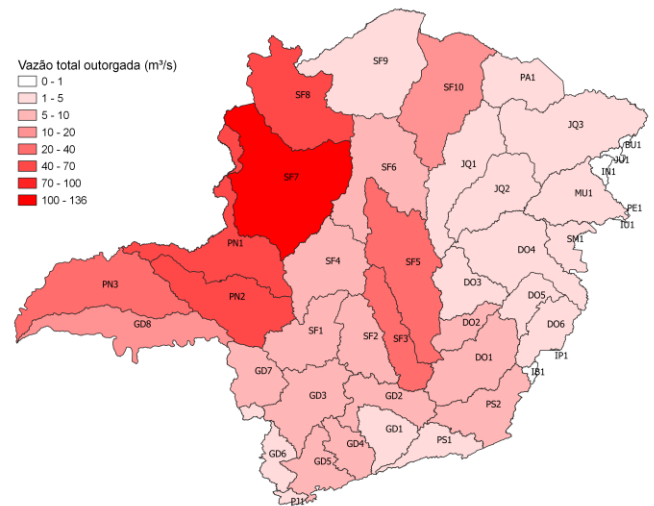 Vazão total outorgada (m³/s)
0 - 1
1 - 5
5 - 10
10 - 20
20 - 40
40 - 70
70 - 100
100 - 136
SF9
SF8
SF10
PA1
JQ3
BU1
JU1
IN1
SF6
JQ1
SF7
JQ2
MU1
PE1
IU1
SM1
PN1
DO4
SF4
SF5
DO3
PN3
PN2
DO5
GD8
DO2
DO6
SF1
SF2
SF3
IP1
DO1
GD7
IB1
GD3
GD2
PS2
GD1
PS1
GD4
GD6
GD5
PJ1